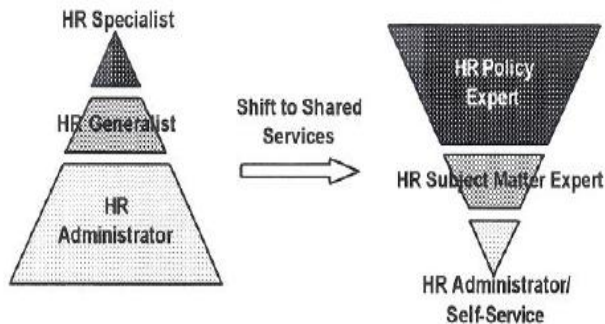 HR Specialist
HR Generalist
HR
Administrator
Shift to Shared
Services
HR Policy
Expert
HR Subject Matter Expert
HR Administrator/
Self-Service